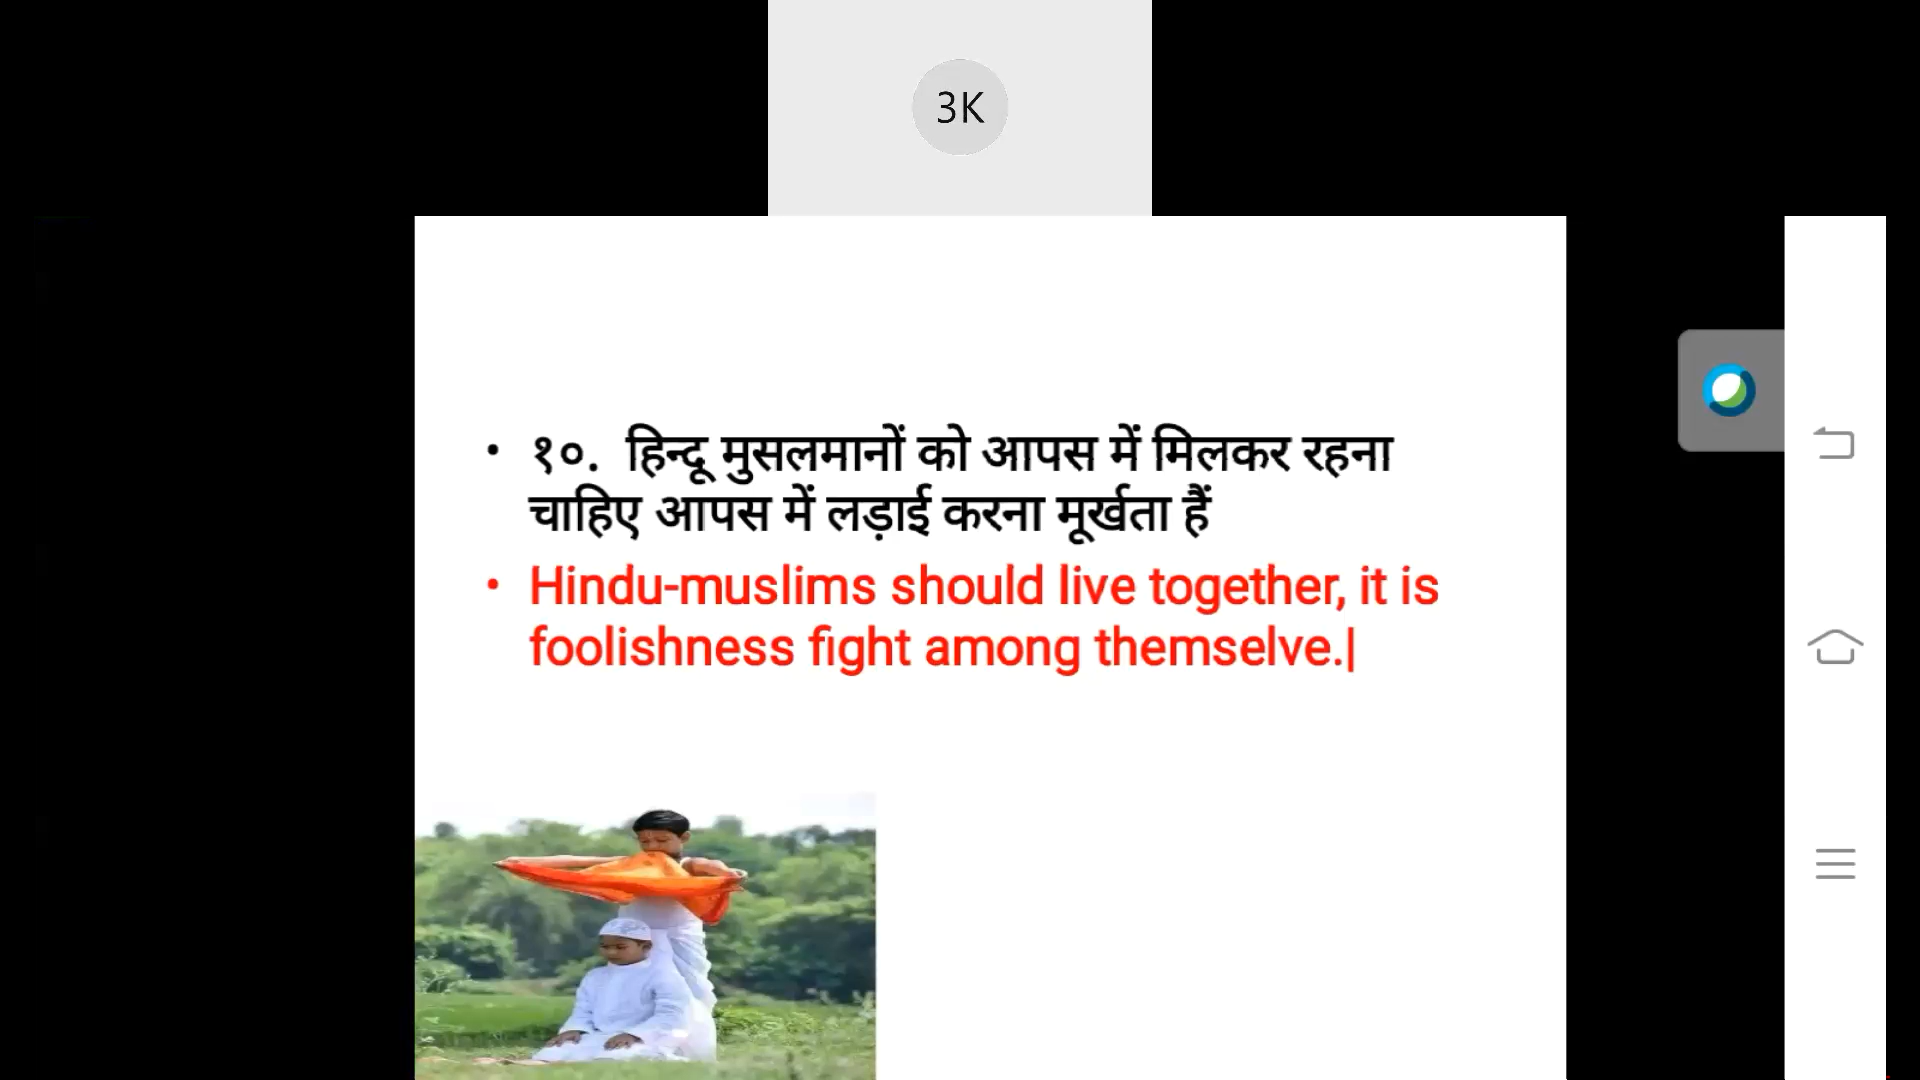 3K
• १०. हिन्दू मुसलमानों को आपस में मिलकर रहना
चाहिए आपस में लड़ाई करना मूर्खता हैं
• Hindu-muslims should live together, it is
foolishness fight among themselve.|